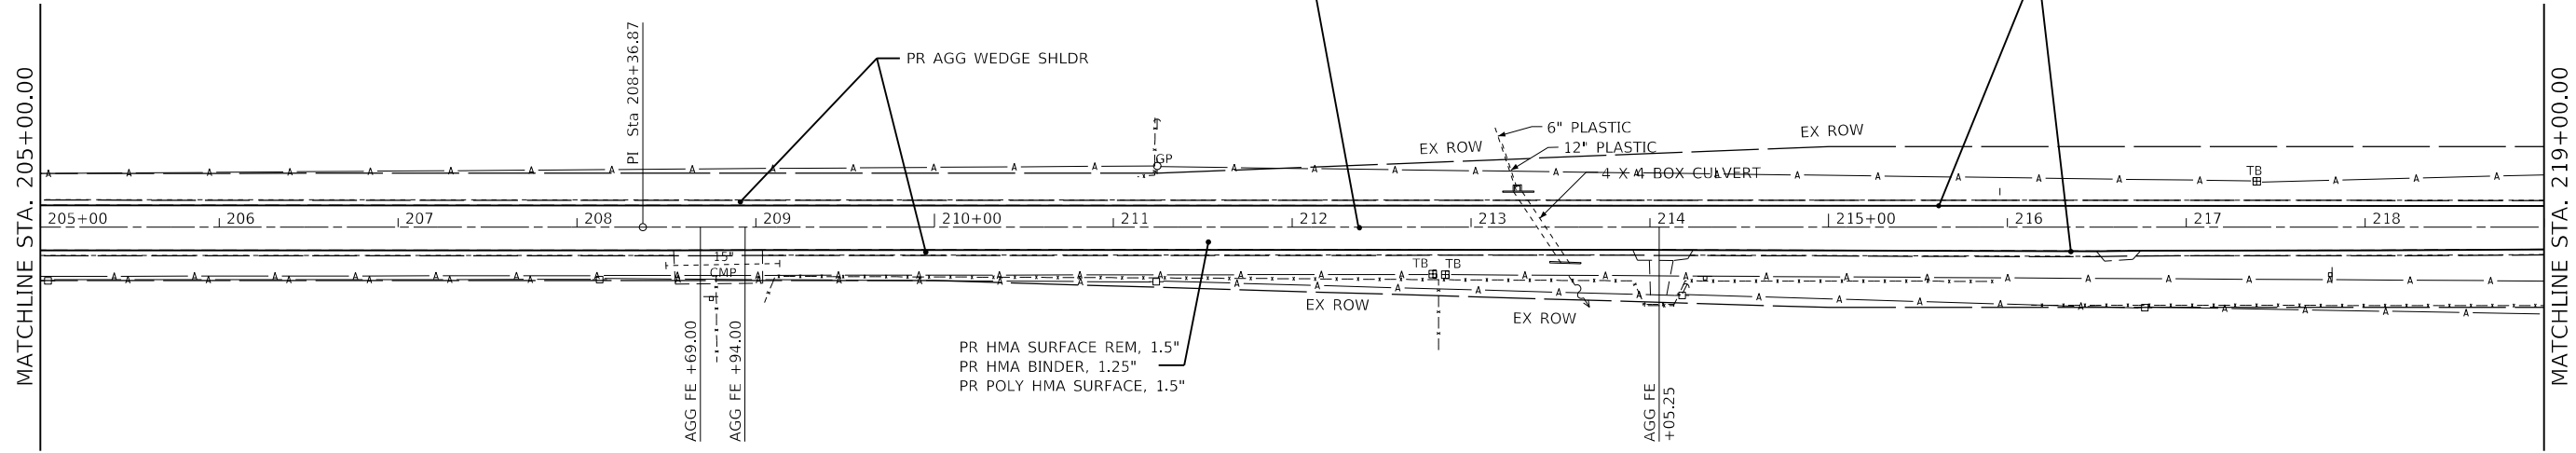 MATCHLINE STA. 205+00.00
PI Sta 208+36.87
PR AGG WEDGE SHLDR
GP
EX ROW
6" PLASTIC
12" PLASTIC
4 X 4 BOX CULVERT
EX ROW
TB
205+00
206
207
208
209
210+00
211
212
213
214
215+00
216
217
218
15"
CMP
TB
TB
EX ROW
EX ROW
AGG FE +69.00
AGG FE +94.00
PR HMA SURFACE REM, 1.5"
PR HMA BINDER, 1.25"
PR POLY HMA SURFACE, 1.5"
AGG FE
+05.25
MATCHLINE STA. 219+00.00